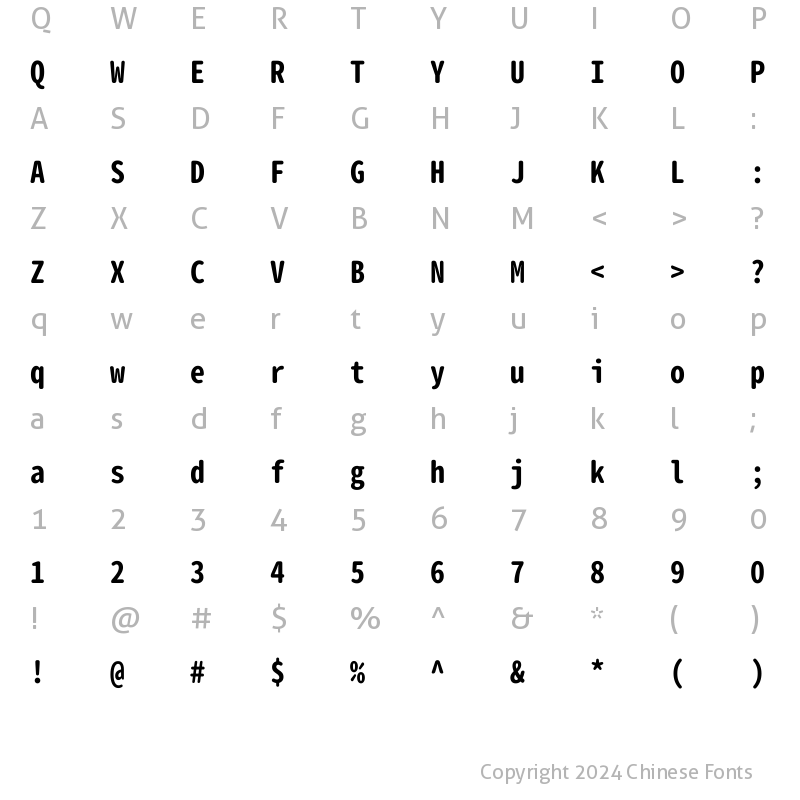 Q W E R T Y U I O P
Q W E R T Y U I O P
A S D F G H J K L :
A S D F G H J K L :
Z X C V B N M < > ?
Z X C V B N M < > ?
q w e r t y u i o p
q w e r t y u i o p
a s d f g h j k l ;
a s d f g h j k l ;
1 2 3 4 5 6 7 8 9 0
1 2 3 4 5 6 7 8 9 0
! @ # $ % ^ & * ( )
! @ # $ % ^ & * ( )
Copyright 2024 Chinese Fonts